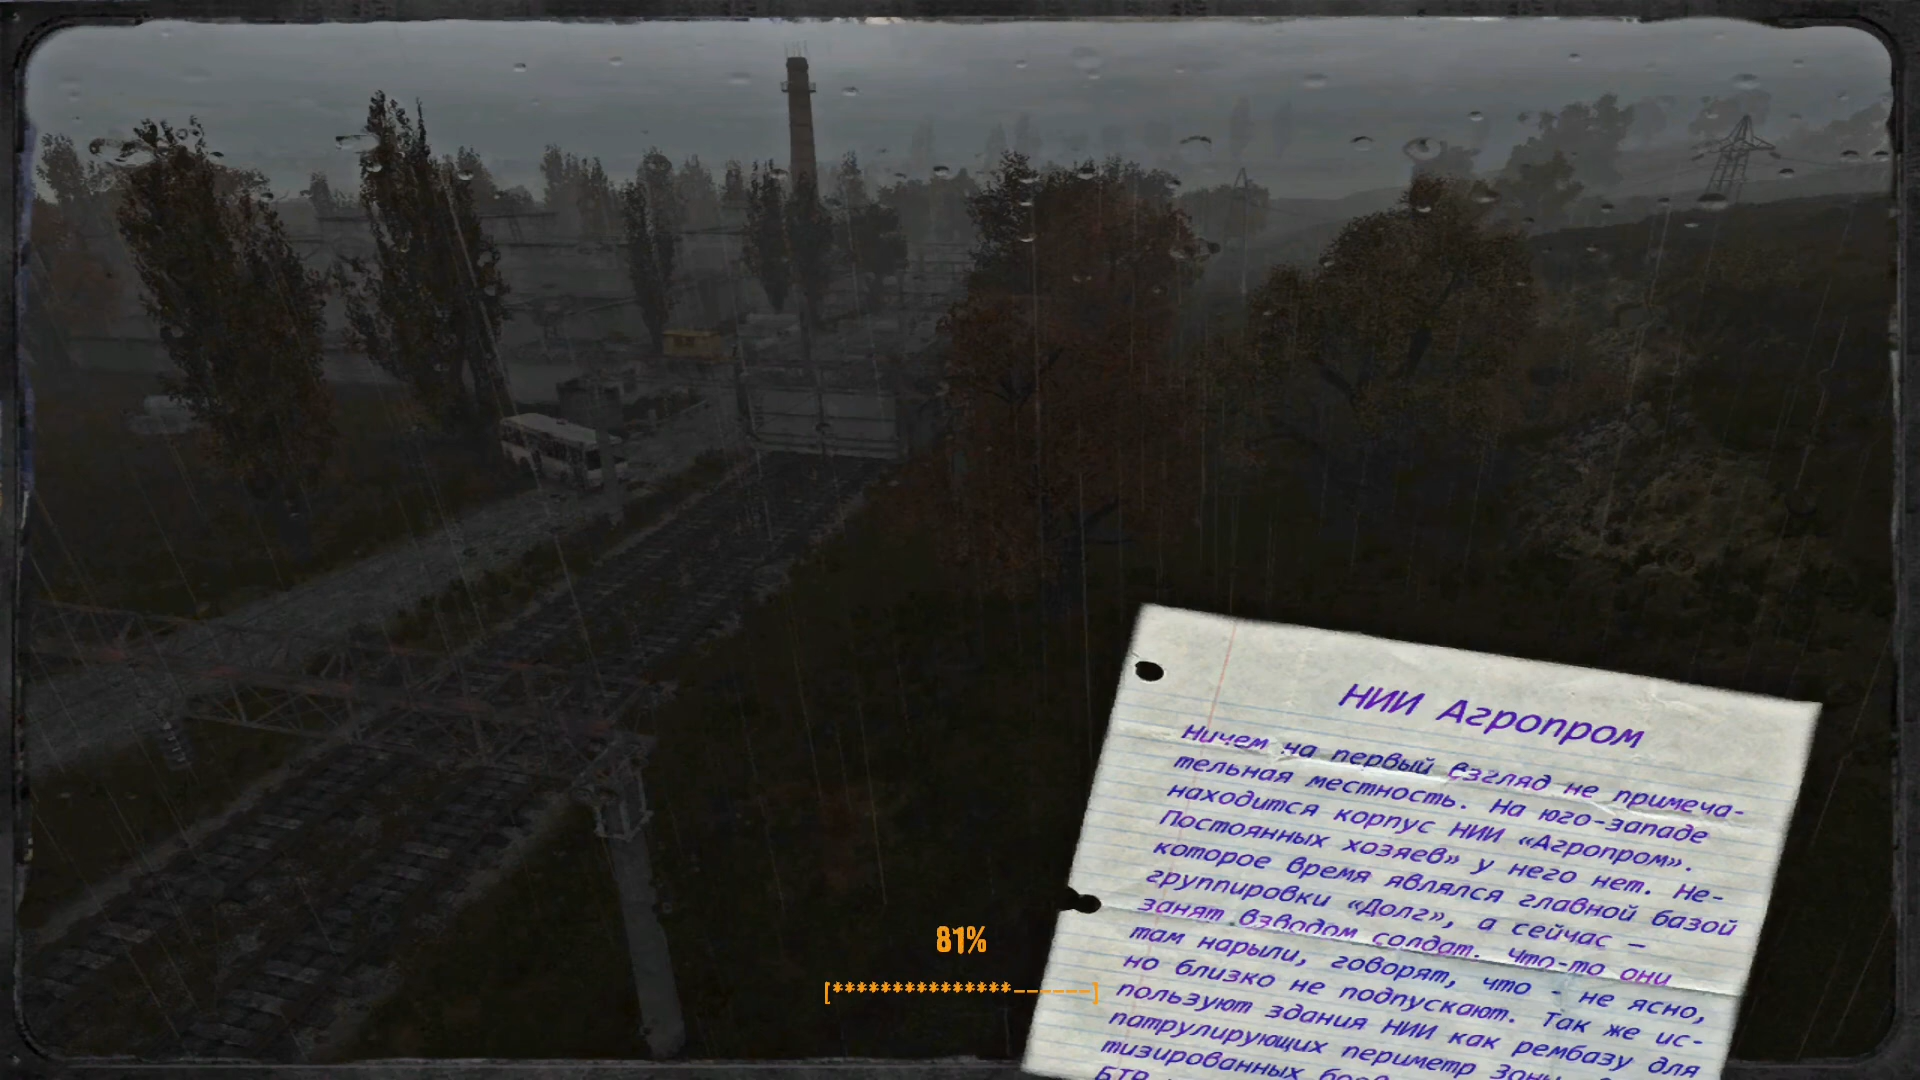 НИИ Агропром
Ничем на первый взгляд не примеча-
тельная местность. На юго-западе
находится корпус НИИ «Агропром».
Постоянных хозяев» у него нет. Не-
которое время являлся главной базой
группировки «Долг», а сейчас –
занят взводом солдат. Что-то они
там нарыли, говорят, что - не ясно,
но близко не подпускают. Так же ис-
пользуют здания НИИ как рембазу для
патрулирующих периметр Зоны
тизированных
БТР
81%
[******************------]